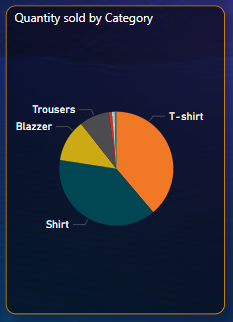 Quantity sold by Category
Trousers
T-shirt
Blazzer
Shirt